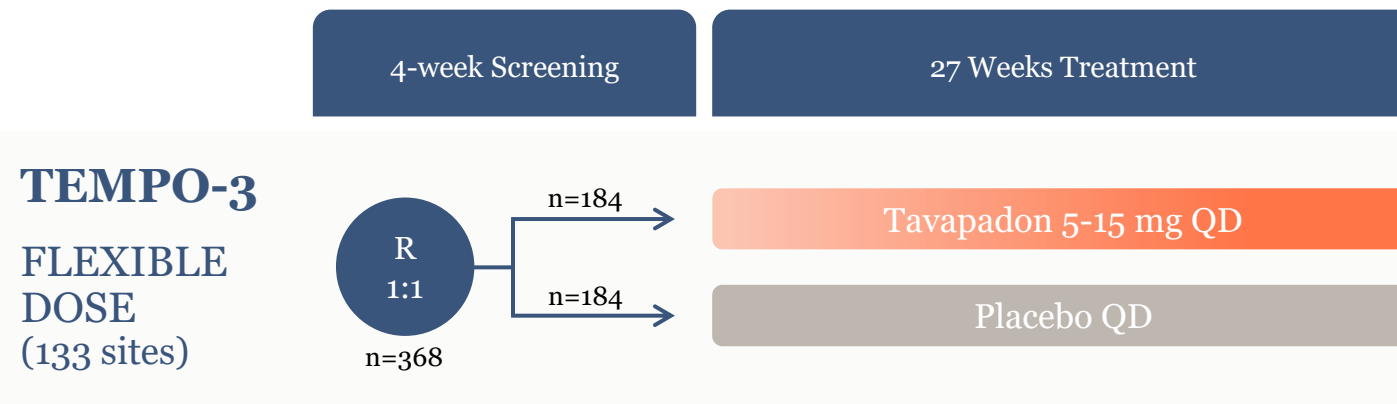 4-week Screening
27 Weeks Treatment
TEMPO-3
FLEXIBLE
DOSE
(133 sites)
R
1:1
n=368
n=184
n=184
Tavapadon 5-15 mg QD
Placebo QD